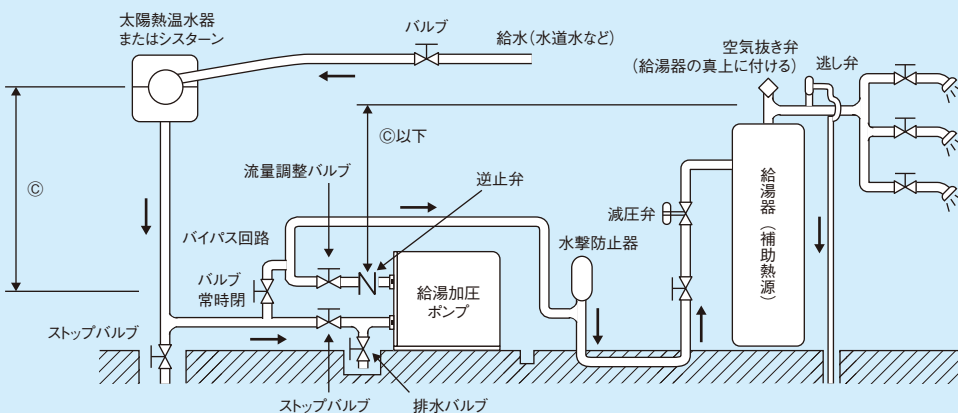 太陽熱温水器
またはシスターン
バルブ
給水（水道水など）
空気抜き弁
（給湯器の真上に付ける）
逃し弁
Ⓒ以下
Ⓒ
流量調整バルブ
逆止弁
バイパス回路
水撃防止器
減圧弁
給湯器（補助熱源）
バルブ
常時閉
給湯加圧
ポンプ
ストップバルブ
ストップバルブ
排水バルブ